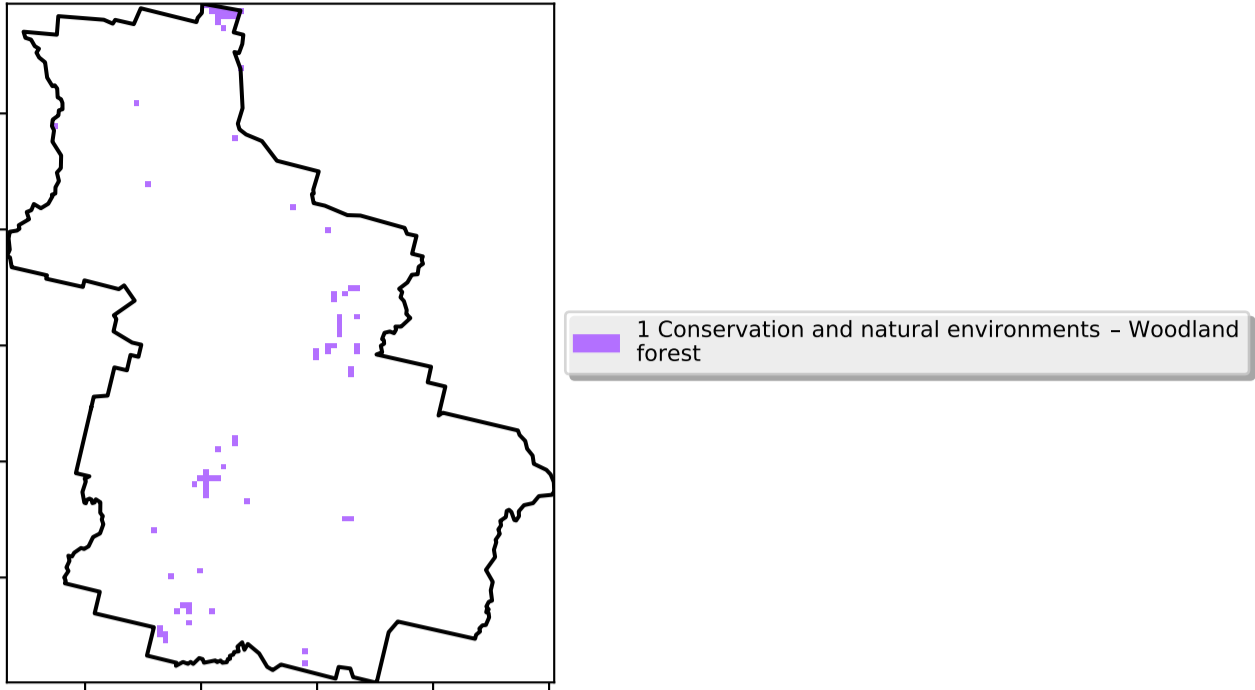 1 Conservation and natural environments – Woodland
forest